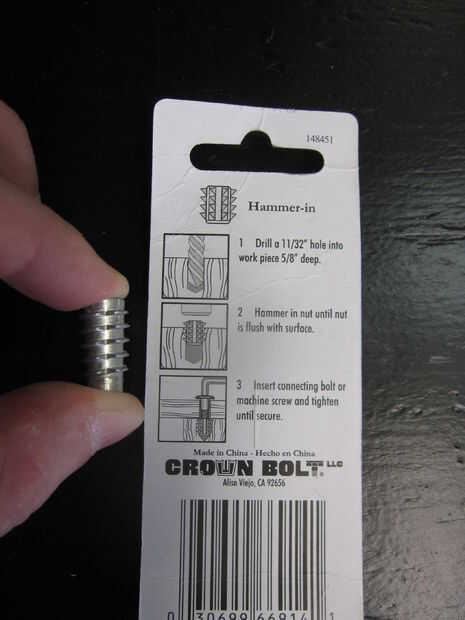 148451
Hammer-in
1 Drill a 11/32" hole into
work piece 5/8" deep.
2 Hammer in nut until nut
is flush with surface.
3 Insert connecting bolt or
machine screw and tighten
until secure.
Made in China - Hecho en China
CROWN BOLT. LLC
Aliso Viejo, CA 92656
0 30699 66814 1